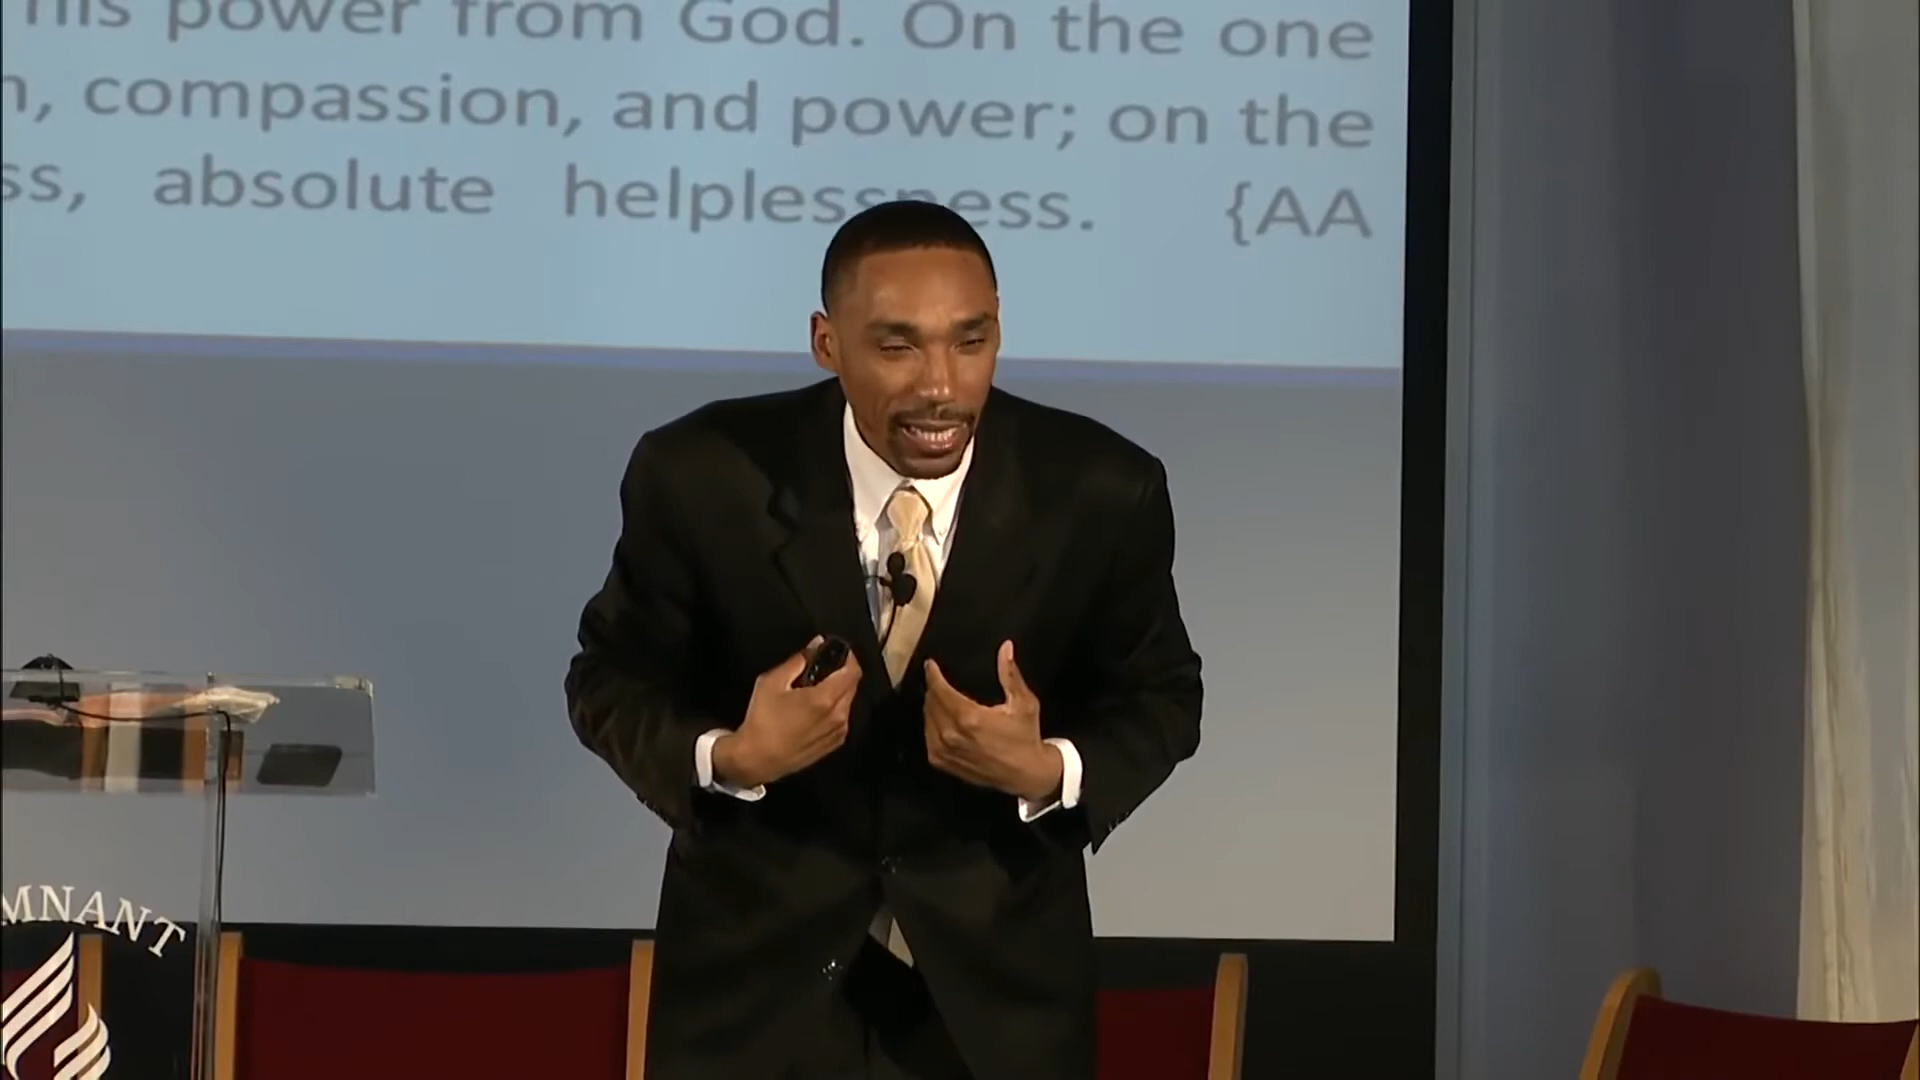 his power from God. On the one
, compassion, and power; on the
ss, absolute helplessness. {AA
MNANT